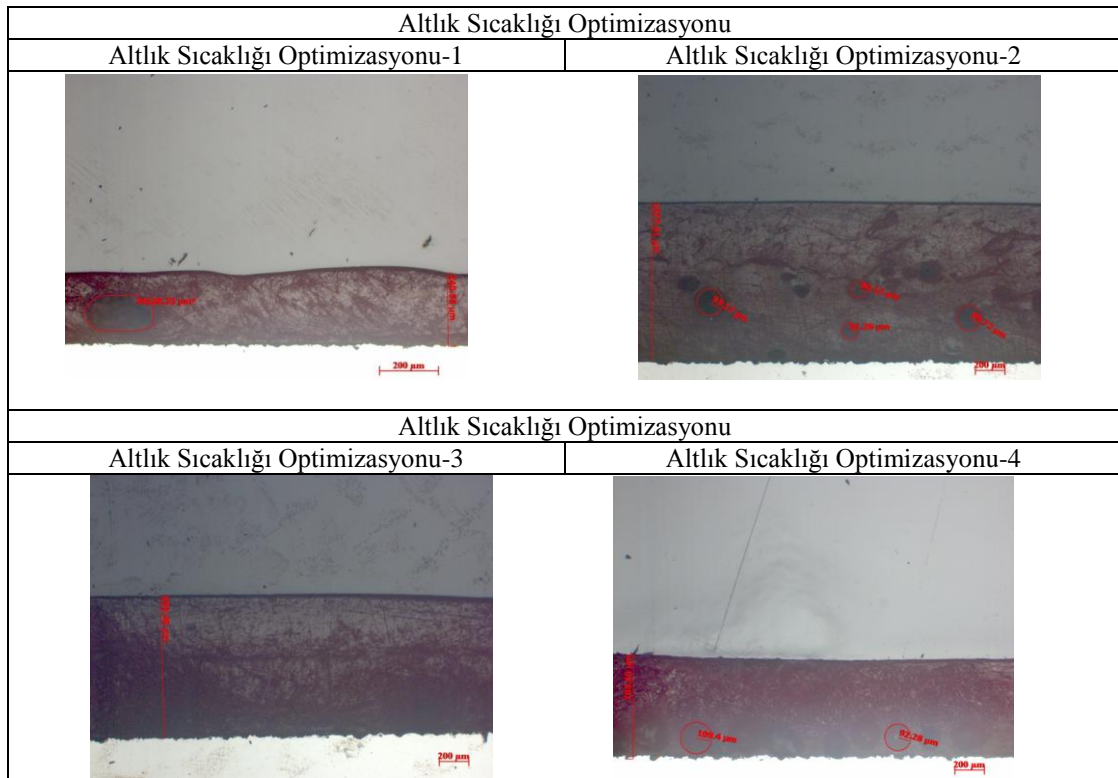 Altlık Sıcaklığı Optimizasyonu
Altlık Sıcaklığı Optimizasyonu-1
Altlık Sıcaklığı Optimizasyonu-2
200 µm
200 µm
Altlık Sıcaklığı Optimizasyonu
Altlık Sıcaklığı Optimizasyonu-3
Altlık Sıcaklığı Optimizasyonu-4
100.4 µm
92.28 µm
200 µm
200 µm